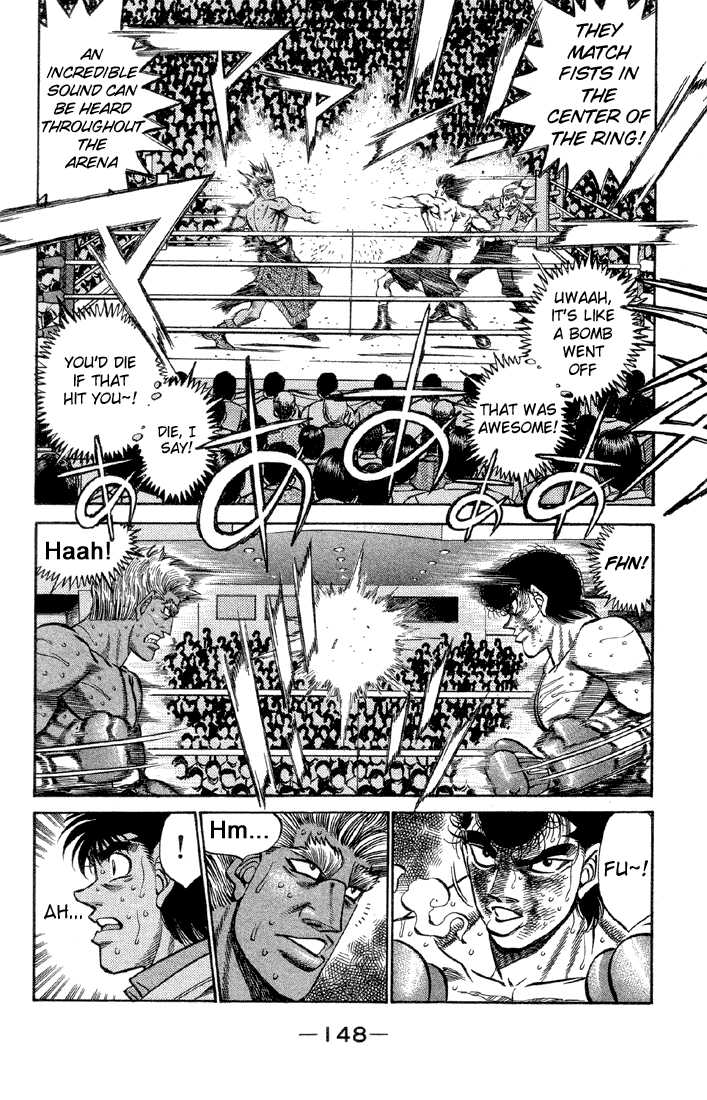 THEY
MATCH
FISTS IN
THE
CENTER OF
THE RING!
AN
INCREDIBLE
SOUND CAN
BE HEARD
THROUGHOUT
THE
ARENA
UWAAH,
IT'S LIKE
A BOMB
WENT
OFF
THAT WAS
AWESOME!
YOU'D DIE
IF THAT
HIT YOU~!
DIE, I
SAY!
FHN!
Haah!
FU~!
Hm...
!
AH...
—148—